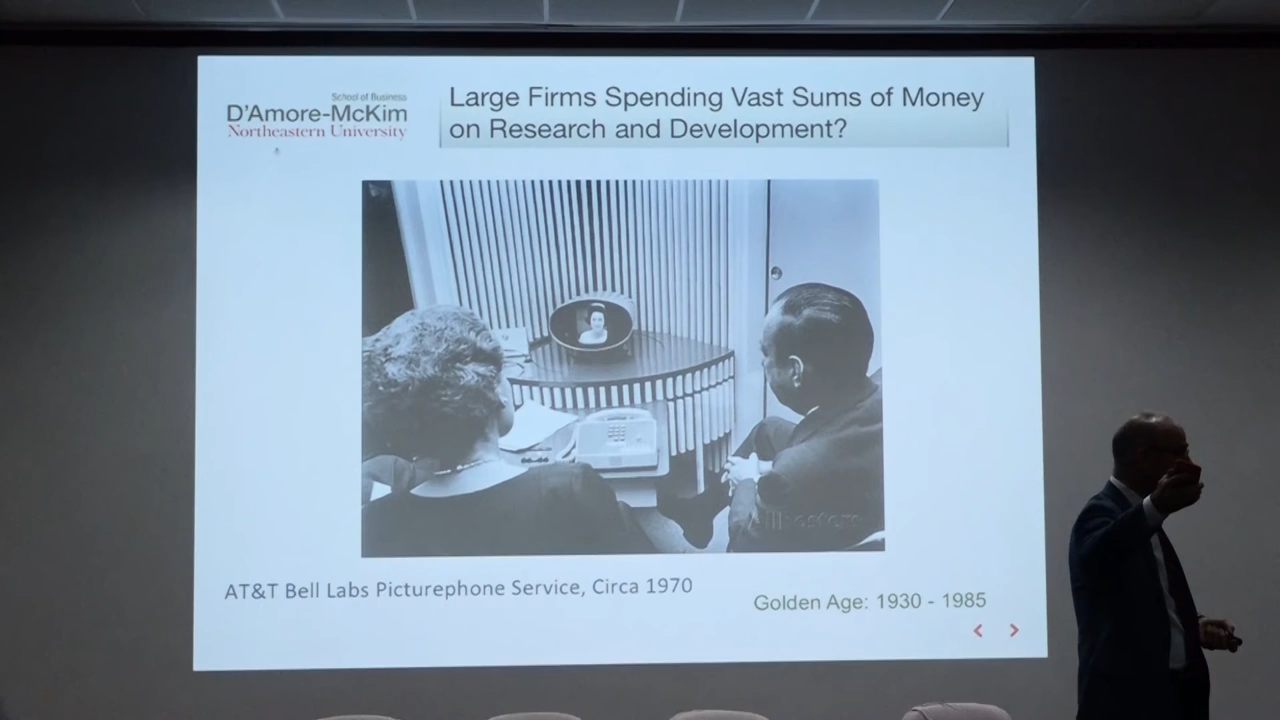 School of Business
D'Amore-McKim
Northeastern University
Large Firms Spending Vast Sums of Money
on Research and Development?
AT&T Bell Labs Picturephone Service, Circa 1970
Golden Age: 1930 - 1985